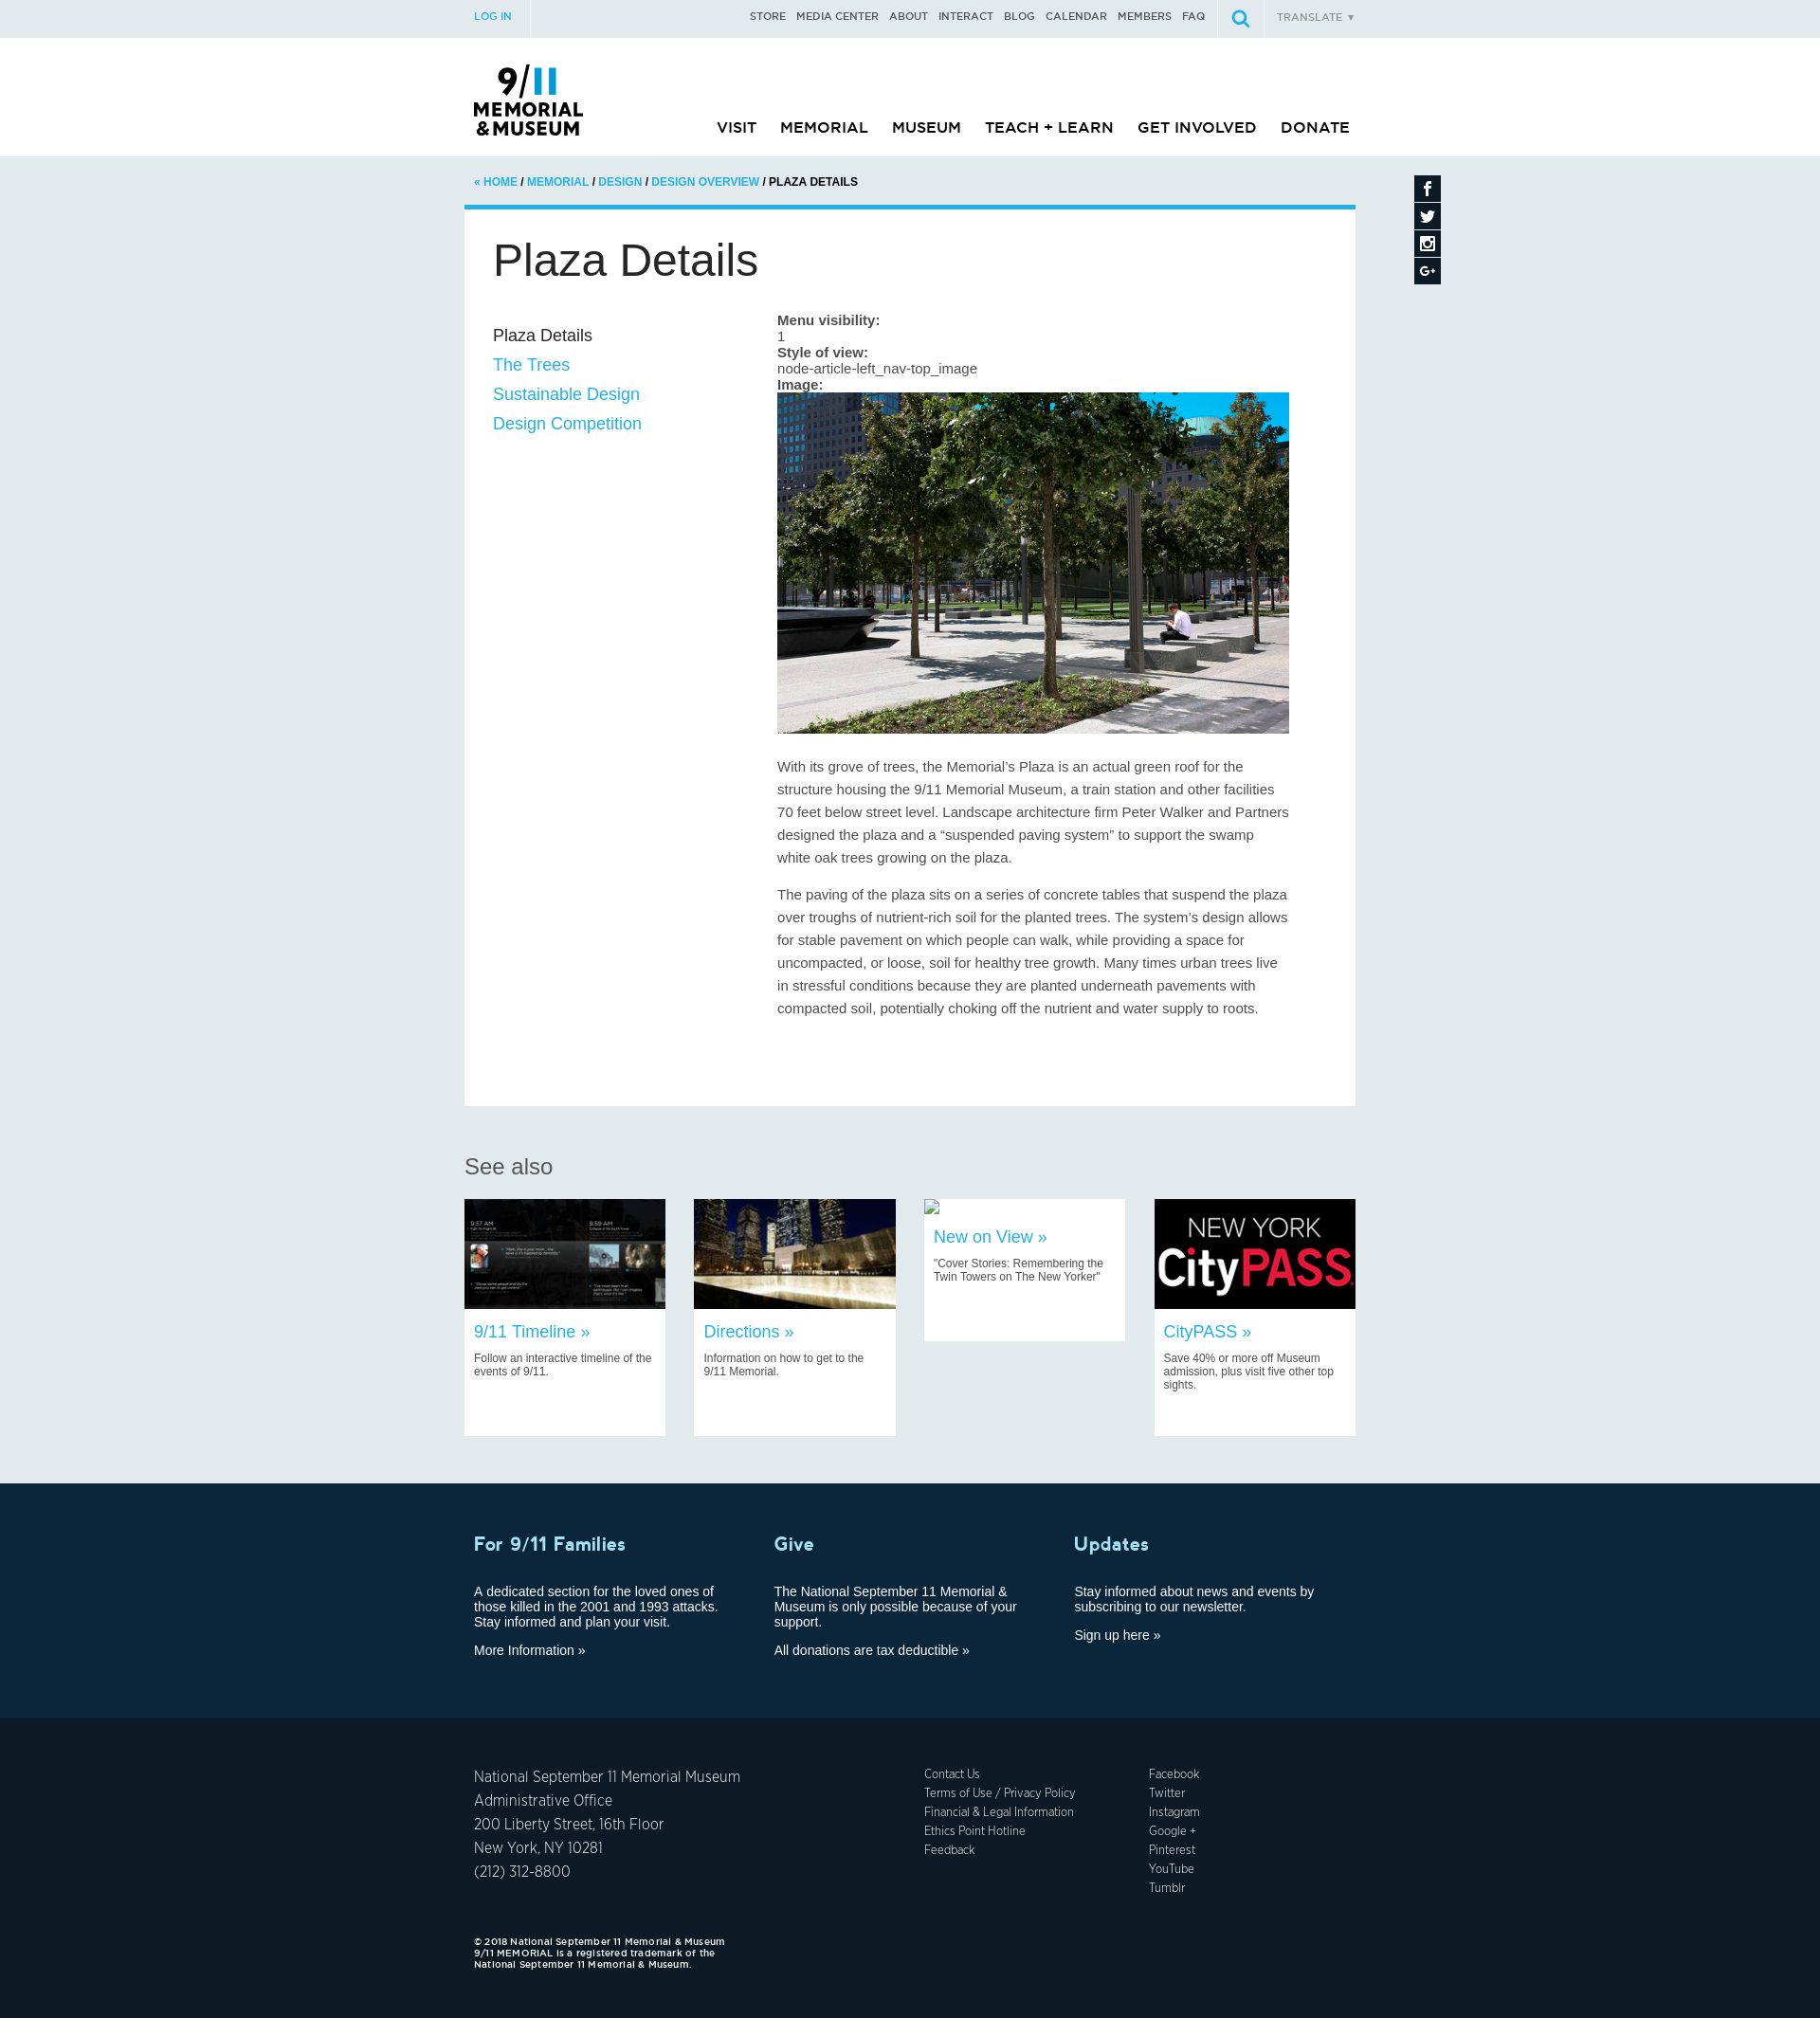 LOG IN
STORE MEDIA CENTER ABOUT INTERACT BLOG CALENDAR MEMBERS FAQ
TRANSLATE ▼
9/11
MEMORIAL
&MUSEUM
VISIT MEMORIAL MUSEUM TEACH + LEARN GET INVOLVED DONATE
« HOME / MEMORIAL / DESIGN / DESIGN OVERVIEW / PLAZA DETAILS
Plaza Details
Plaza Details
The Trees
Sustainable Design
Design Competition
Menu visibility:
1
Style of view:
node-article-left_nav-top_image
Image:
With its grove of trees, the Memorial’s Plaza is an actual green roof for the
structure housing the 9/11 Memorial Museum, a train station and other facilities
70 feet below street level. Landscape architecture firm Peter Walker and Partners
designed the plaza and a “suspended paving system” to support the swamp
white oak trees growing on the plaza.
The paving of the plaza sits on a series of concrete tables that suspend the plaza
over troughs of nutrient-rich soil for the planted trees. The system’s design allows
for stable pavement on which people can walk, while providing a space for
uncompacted, or loose, soil for healthy tree growth. Many times urban trees live
in stressful conditions because they are planted underneath pavements with
compacted soil, potentially choking off the nutrient and water supply to roots.
See also
9:57 AM
9:59 AM
9/11 Timeline »
Follow an interactive timeline of the
events of 9/11.
Directions »
Information on how to get to the
9/11 Memorial.
New on View »
"Cover Stories: Remembering the
Twin Towers on The New Yorker"
NEW YORK
CityPASS
CityPASS »
Save 40% or more off Museum
admission, plus visit five other top
sights.
For 9/11 Families
A dedicated section for the loved ones of
those killed in the 2001 and 1993 attacks.
Stay informed and plan your visit.
More Information »
Give
The National September 11 Memorial &
Museum is only possible because of your
support.
All donations are tax deductible »
Updates
Stay informed about news and events by
subscribing to our newsletter.
Sign up here »
National September 11 Memorial Museum
Administrative Office
200 Liberty Street, 16th Floor
New York, NY 10281
(212) 312-8800
Contact Us
Terms of Use / Privacy Policy
Financial & Legal Information
Ethics Point Hotline
Feedback
Facebook
Twitter
Instagram
Google +
Pinterest
YouTube
Tumblr
© 2018 National September 11 Memorial & Museum
9/11 MEMORIAL is a registered trademark of the
National September 11 Memorial & Museum.